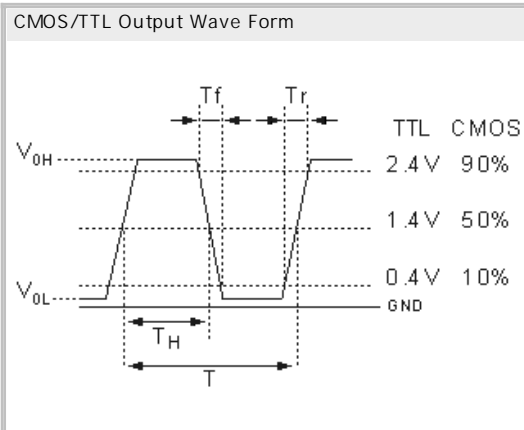 CMOS/TTL Output Wave Form
Tf Tr
TTL CMOS
V0H
2.4V 90%
1.4V 50%
0.4V 10%
V0L
GND
TH
T